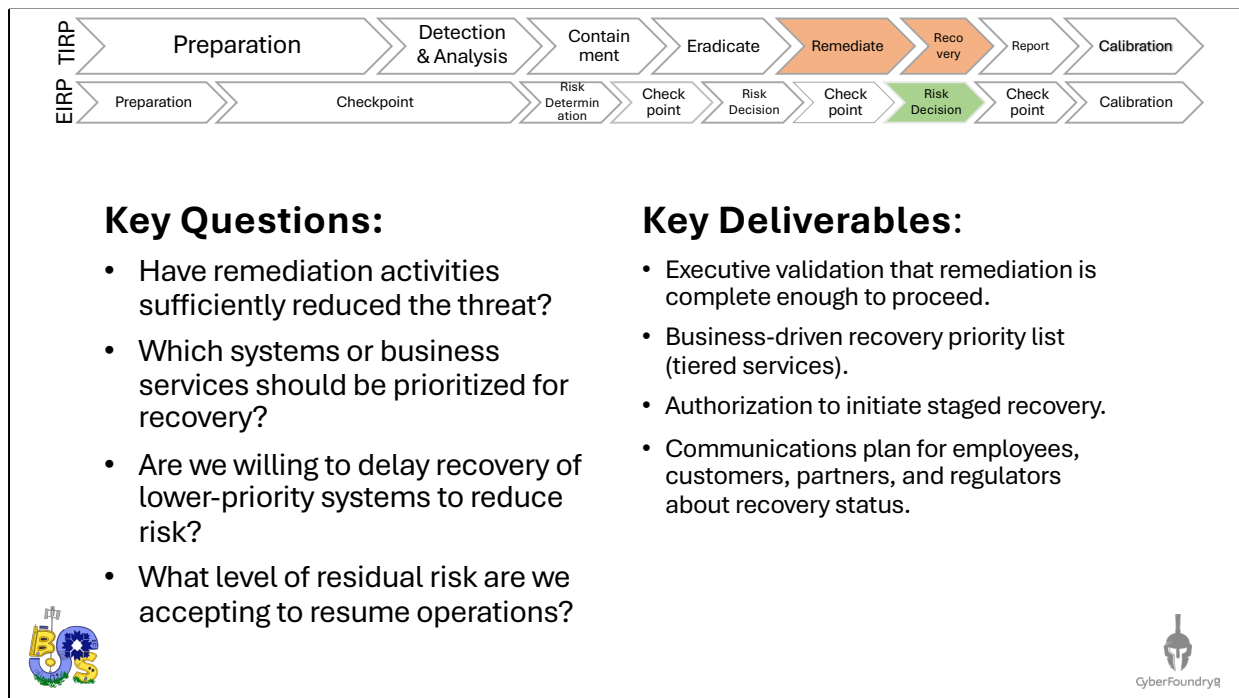 TIRP
Preparation
Detection
& Analysis
Contain
ment
Eradicate
Remediate
Reco
very
Report
Calibration
EIRP
Preparation
Checkpoint
Risk
Determin
ation
Check
point
Risk
Decision
Check
point
Risk
Decision
Check
point
Calibration
Key Questions:
• Have remediation activities
sufficiently reduced the threat?
• Which systems or business
services should be prioritized for
recovery?
• Are we willing to delay recovery of
lower-priority systems to reduce
risk?
• What level of residual risk are we
accepting to resume operations?
Key Deliverables:
• Executive validation that remediation is
complete enough to proceed.
• Business-driven recovery priority list
(tiered services).
• Authorization to initiate staged recovery.
• Communications plan for employees,
customers, partners, and regulators
about recovery status.
B
S
CyberFoundry